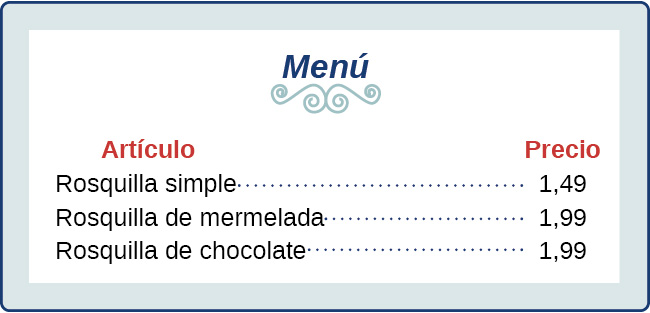 Menú
Artículo Precio
Rosquilla simple 1,49
Rosquilla de mermelada 1,99
Rosquilla de chocolate 1,99